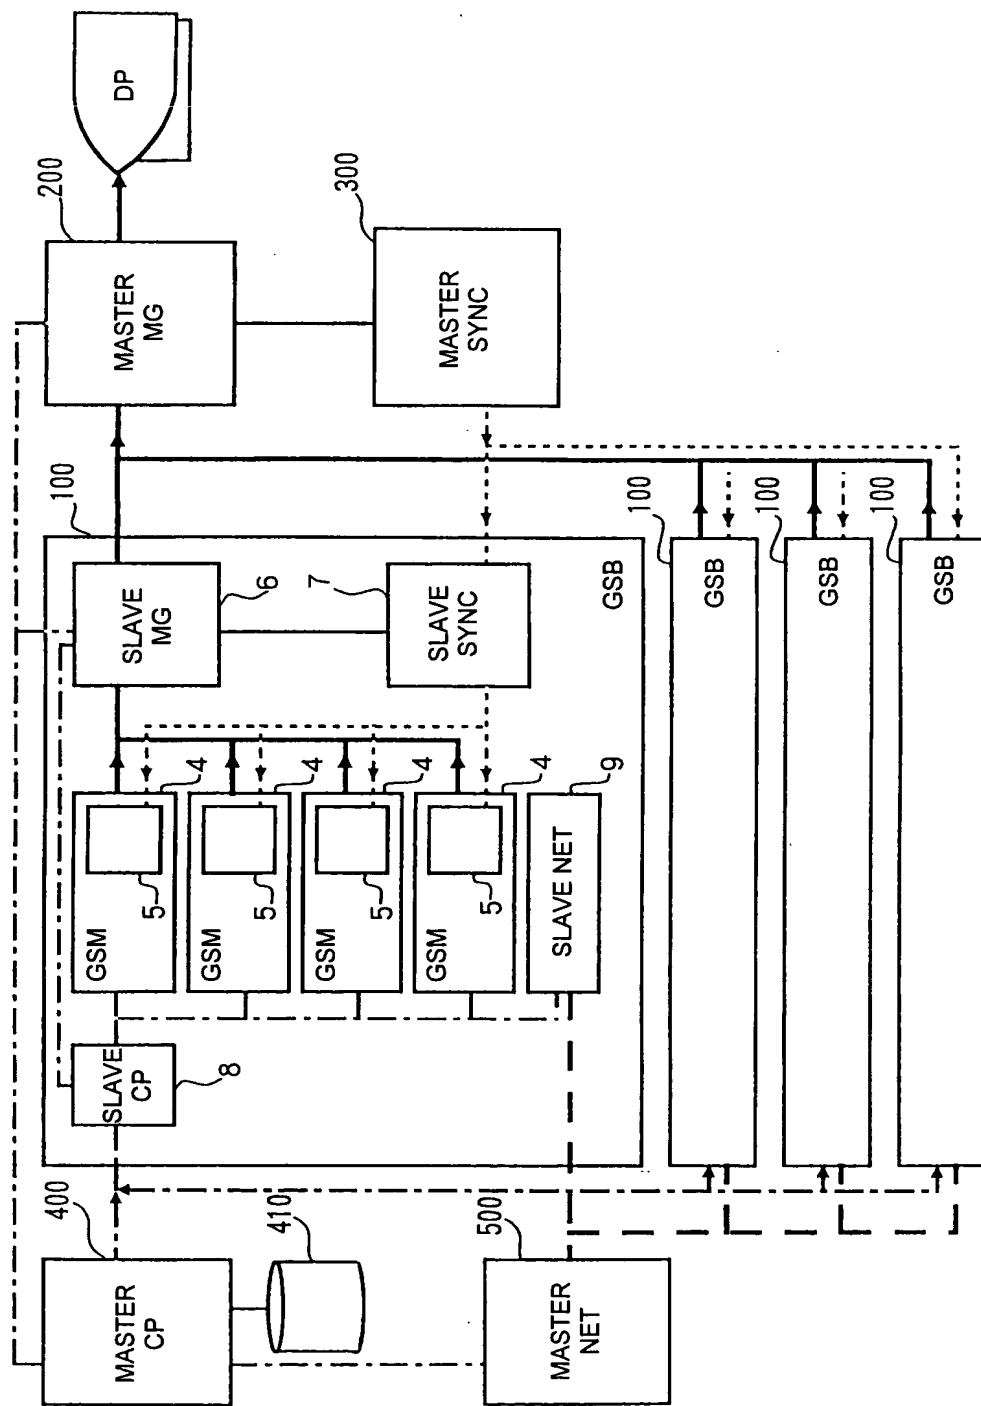 MASTER
CP
400
410
MASTER
NET
500
SLAVE
CP
8
GSM
5
4
GSM
5
4
GSM
5
4
GSM
5
4
SLAVE NET
9
SLAVE
MG
6
SLAVE
SYNC
7
GSB
100
GSB
100
GSB
100
GSB
100
MASTER
MG
200
MASTER
SYNC
300
DP